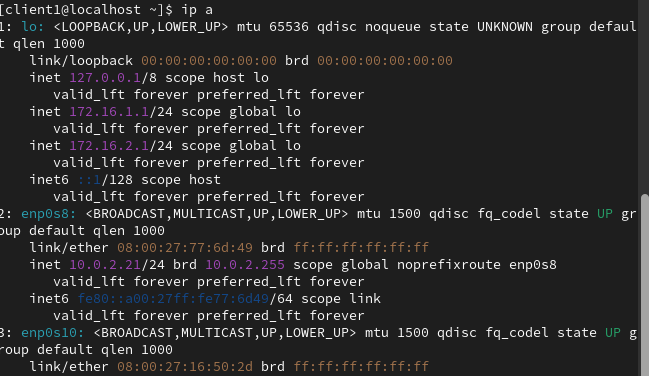 [client1@localhost ~]$ ip a
1: lo: <LOOPBACK,UP,LOWER_UP> mtu 65536 qdisc noqueue state UNKNOWN group defaul
t qlen 1000
    link/loopback 00:00:00:00:00:00 brd 00:00:00:00:00:00
    inet 127.0.0.1/8 scope host lo
       valid_lft forever preferred_lft forever
    inet 172.16.1.1/24 scope global lo
       valid_lft forever preferred_lft forever
    inet 172.16.2.1/24 scope global lo
       valid_lft forever preferred_lft forever
    inet6 ::1/128 scope host
       valid_lft forever preferred_lft forever
2: enp0s8: <BROADCAST,MULTICAST,UP,LOWER_UP> mtu 1500 qdisc fq_codel state UP gr
oup default qlen 1000
    link/ether 08:00:27:77:6d:49 brd ff:ff:ff:ff:ff:ff
    inet 10.0.2.21/24 brd 10.0.2.255 scope global noprefixroute enp0s8
       valid_lft forever preferred_lft forever
    inet6 fe80::a00:27ff:fe77:6d49/64 scope link
       valid_lft forever preferred_lft forever
3: enp0s10: <BROADCAST,MULTICAST,UP,LOWER_UP> mtu 1500 qdisc fq_codel state UP g
roup default qlen 1000
    link/ether 08:00:27:16:50:2d brd ff:ff:ff:ff:ff:ff